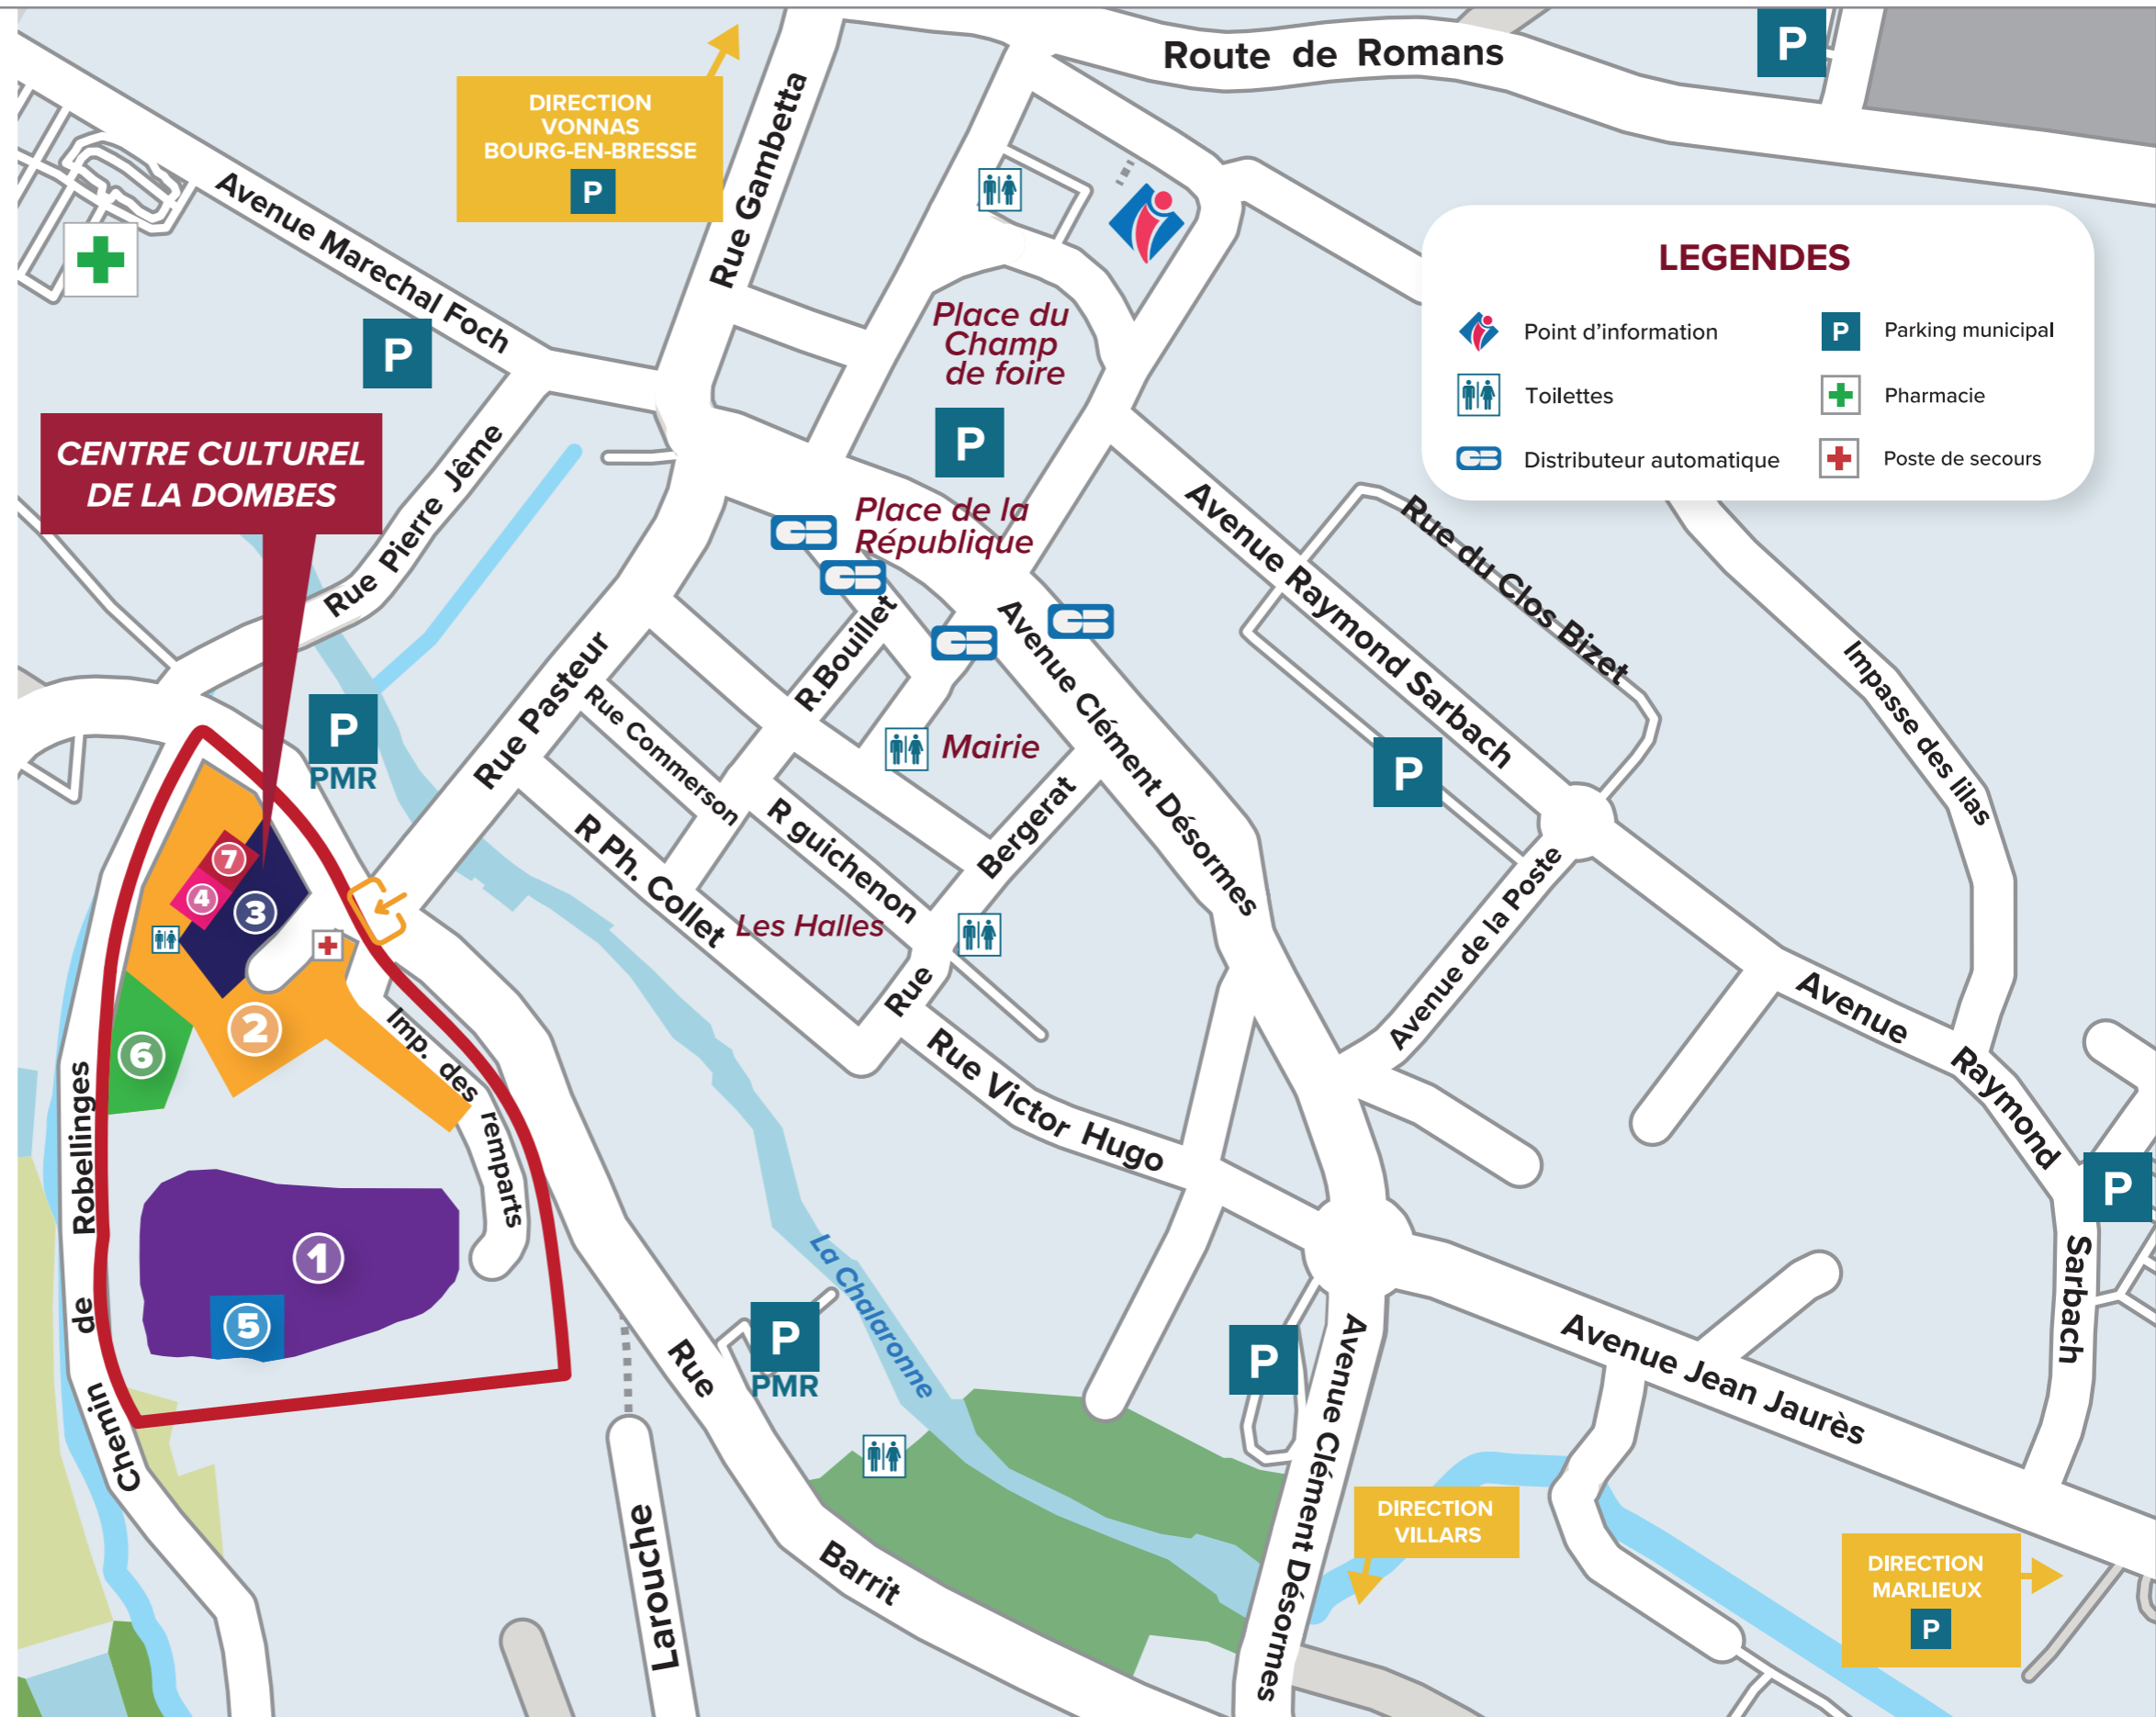 Route de Romans
P
DIRECTION
VONNAS
BOURG-EN-BRESSE
P
Rue Gambetta
Avenue Marechal Foch
P
LEGENDES
Point d'information
Toilettes
Distributeur automatique
P
Parking municipal
Pharmacie
Poste de secours
Place du
Champ
de foire
P
CENTRE CULTUREL
DE LA DOMBES
Rue Pierre Jême
Place de la
République
Avenue Raymond Sarbach
Rue du Clos Bizet
R.Bouillet
Avenue Clément Désormes
Impasse des lilas
Rue Pasteur
Rue Commerson
P
PMR
Mairie
P
R guichenon
Rue Bergerat
R Ph. Collet
Les Halles
Avenue de la Poste
7
4
3
2
6
Imp. des remparts
Avenue Raymond Sarbach
Rue Victor Hugo
P
Chemin de Robellinges
1
5
La Chalaronne
P
PMR
P
Rue Barrit
Avenue Clément Désormes
Avenue Jean Jaurès
Larouche
DIRECTION
VILLARS
DIRECTION
MARLIEUX
P